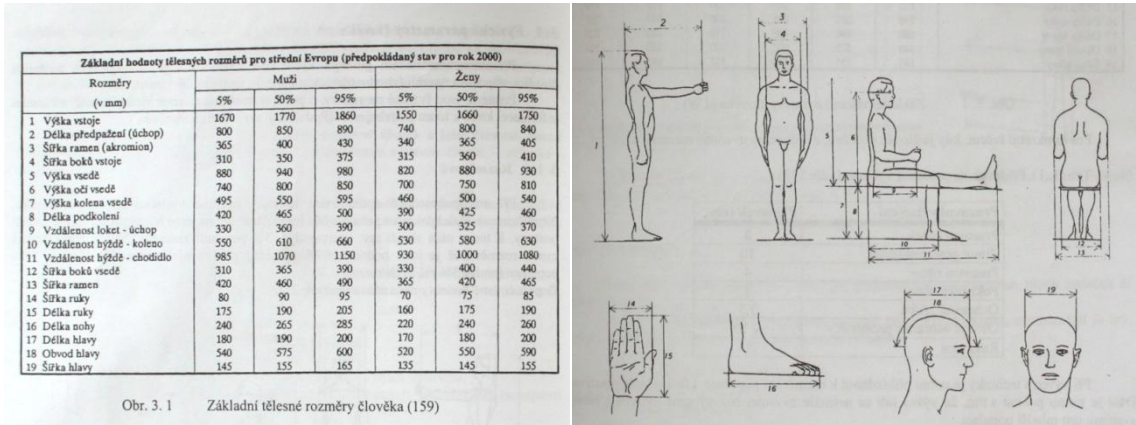 Základní hodnoty tělesných rozměrů pro střední Evropu (předpokládaný stav pro rok 2000)
Rozměry Muži Ženy
(v mm) 5% 50% 95% 5% 50% 95%
1 Výška vstoje 1670 1770 1860 1550 1660 1750
2 Délka předpažení (úchop) 800 850 890 740 800 840
3 Šířka ramen (akromion) 365 400 430 340 365 405
4 Šířka boků vstoje 310 350 375 315 360 410
5 Výška vsedě 880 940 980 820 880 930
6 Výška očí vsedě 740 800 850 700 750 810
7 Výška kolena vsedě 495 550 595 460 500 540
8 Délka podkolení 420 465 500 390 425 460
9 Vzdálenost loket - úchop 330 360 390 300 325 370
10 Vzdálenost hýždě - koleno 550 610 660 530 580 630
11 Vzdálenost hýždě - chodidlo 985 1070 1150 930 1000 1080
12 Šířka boků vsedě 310 365 390 330 400 440
13 Šířka ramen 420 460 490 365 420 465
14 Šířka ruky 80 90 95 70 75 85
15 Délka ruky 175 190 205 160 175 190
16 Délka nohy 240 265 285 220 240 260
17 Délka hlavy 180 190 200 170 180 200
18 Obvod hlavy 540 575 600 520 550 590
19 Šířka hlavy 145 155 165 135 145 155
Obr. 3. 1 Základní tělesné rozměry člověka (159)
2
3
4
1
5
6
9
7
8
10
11
12
13
14
15
16
17
18
19